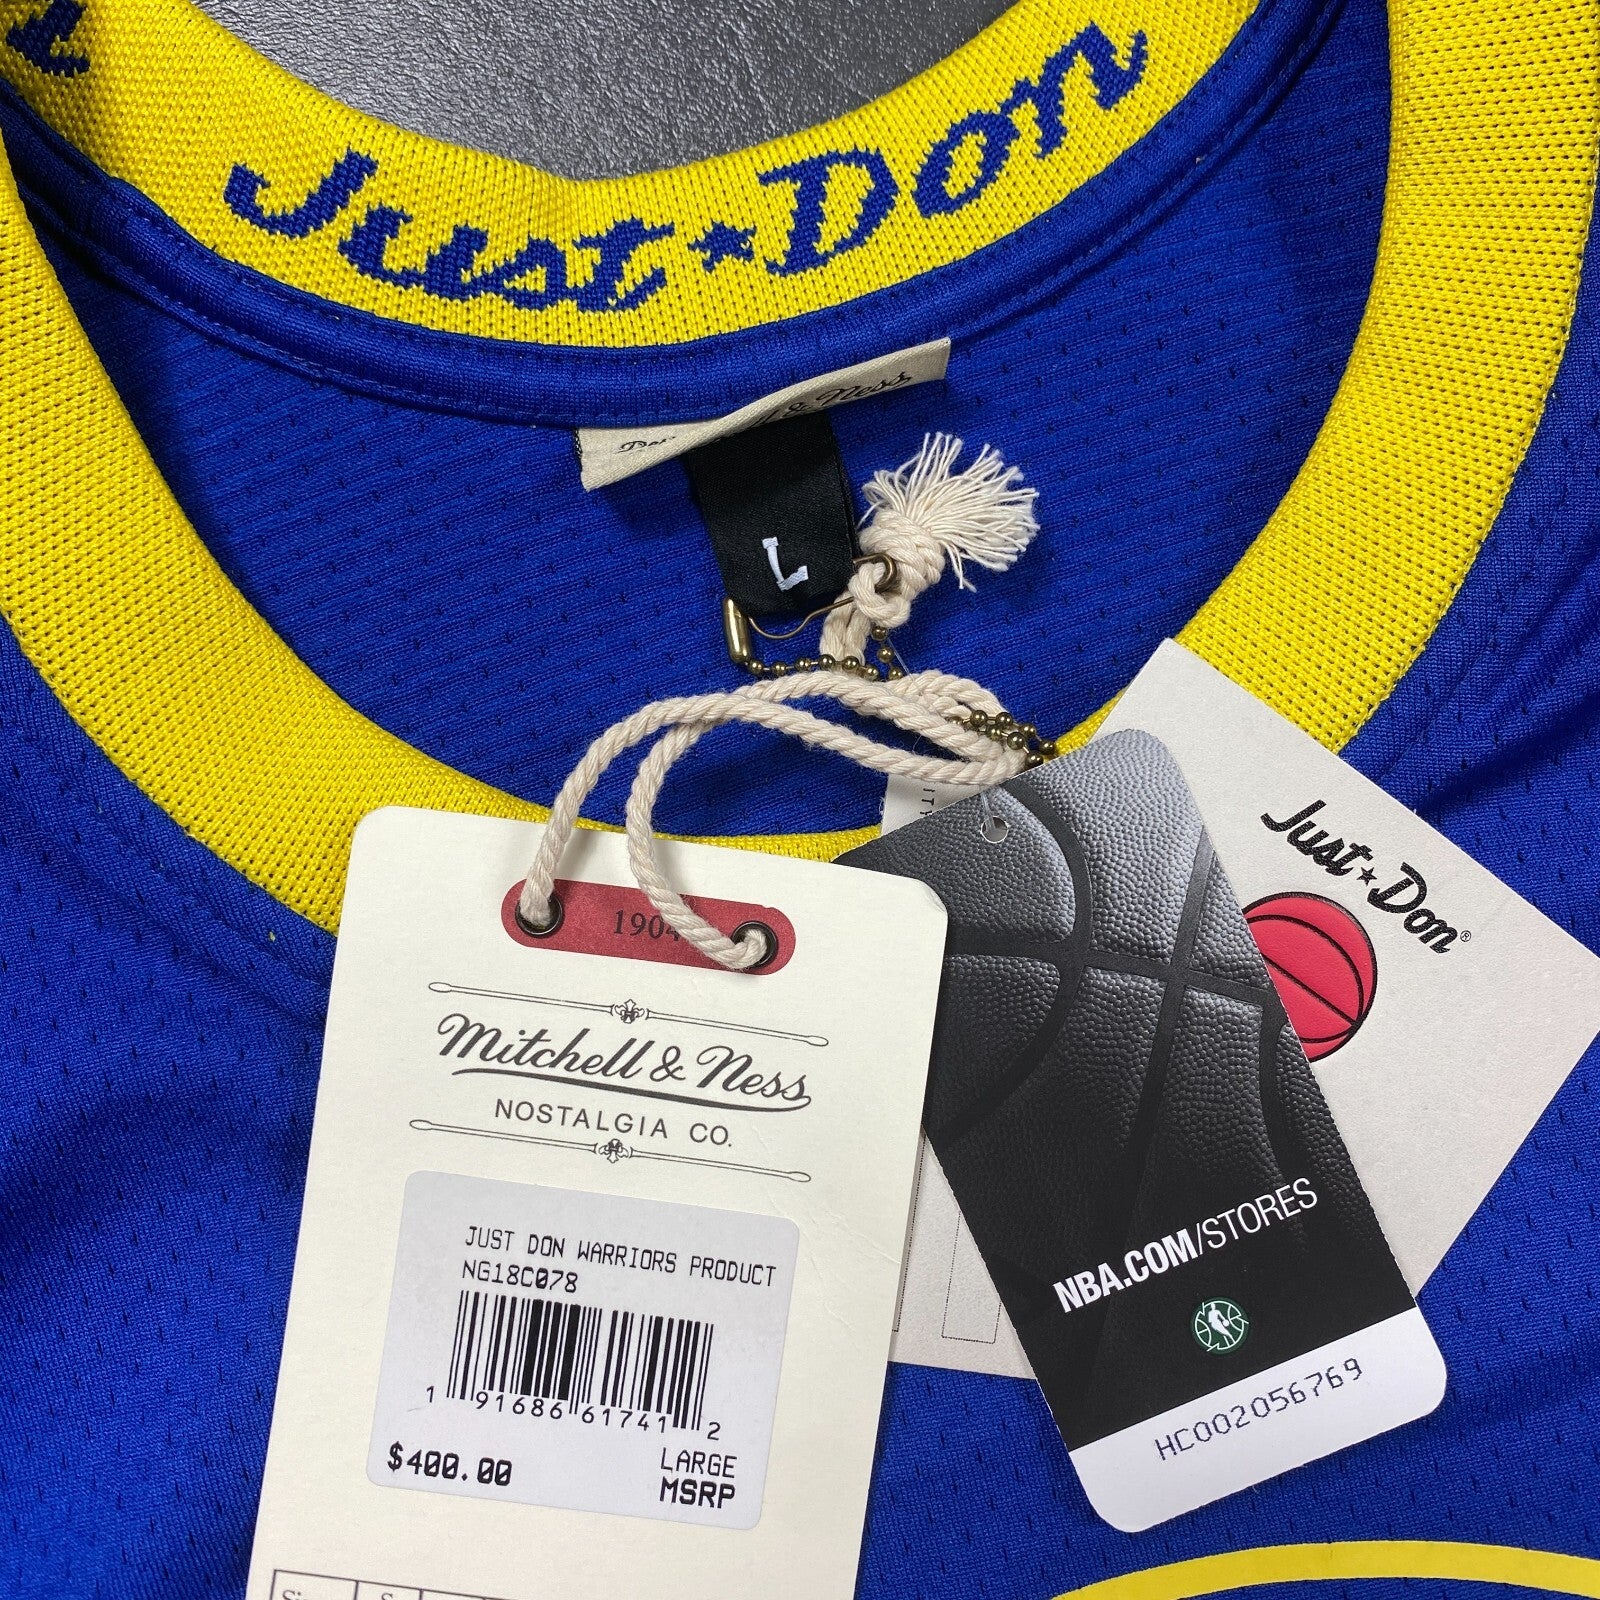 Just★Don
& Ness
L
Just★Don®
1904
Mitchell & Ness
NOSTALGIA CO.
JUST DON WARRIORS PRODUCT
NG18C078
1 91686 61741 2
$400.00 LARGE
MSRP
NBA.COM/STORES
HC002056769